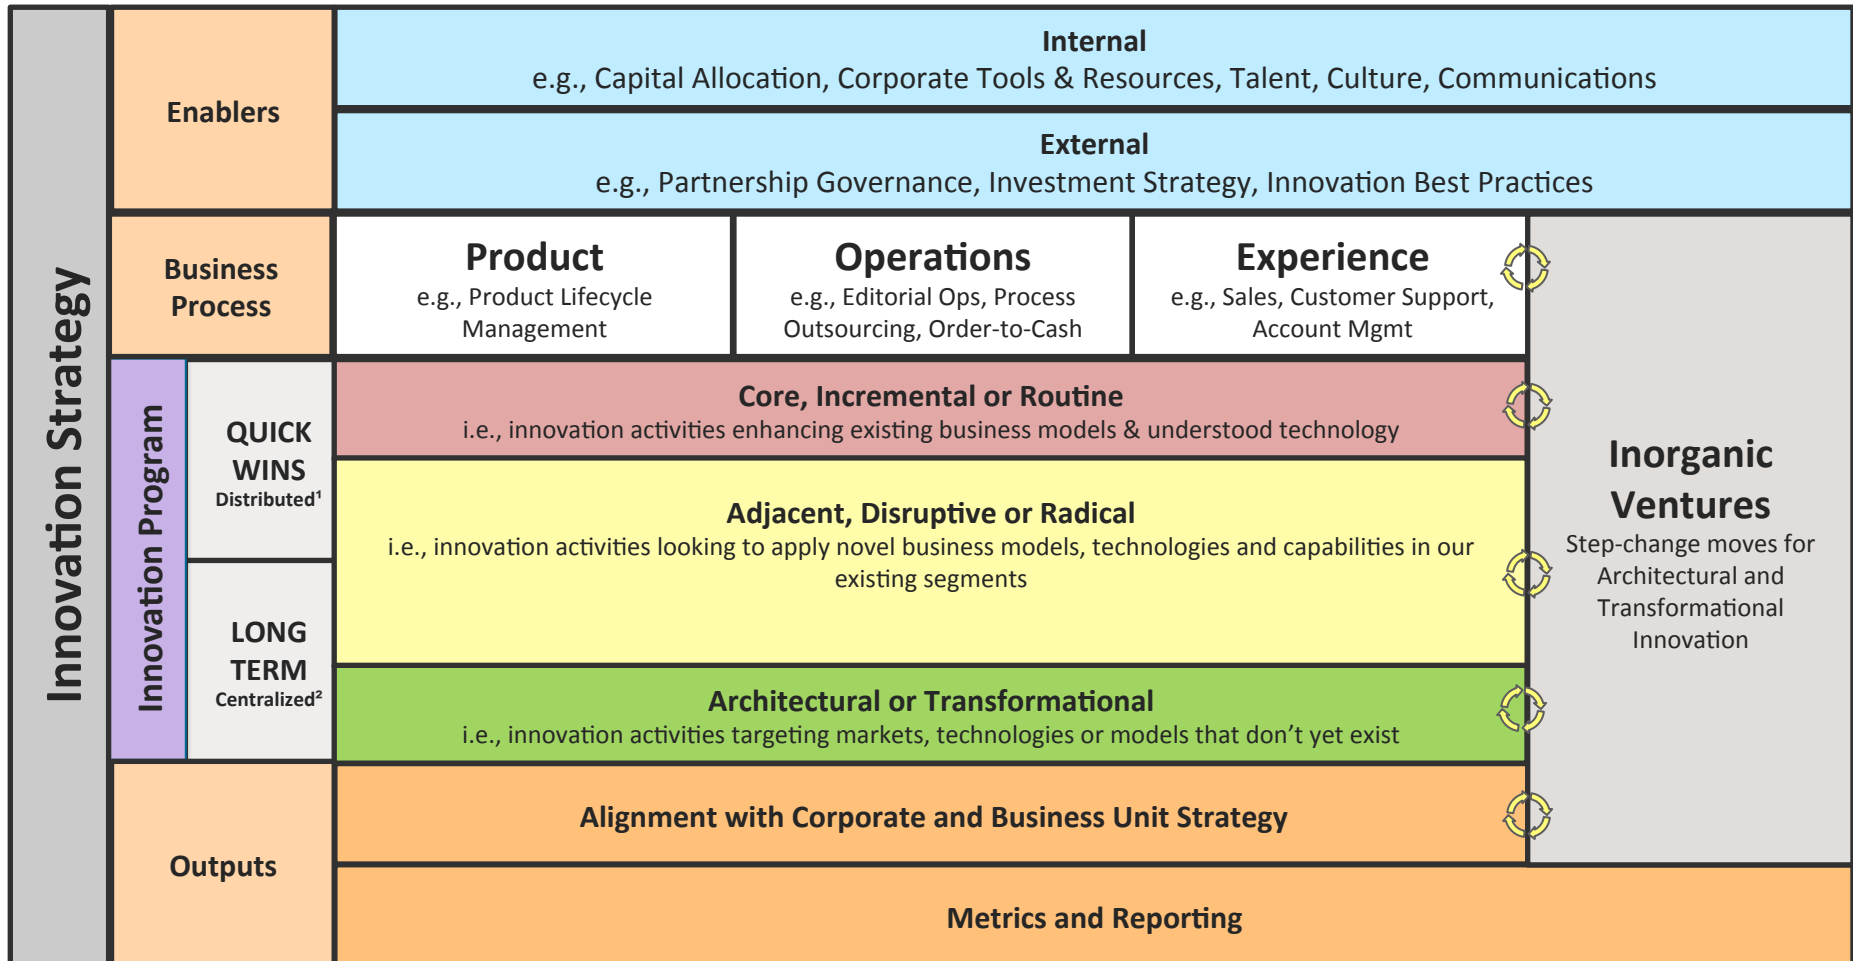 Innovation Strategy
Enablers
Internal
e.g., Capital Allocation, Corporate Tools & Resources, Talent, Culture, Communications
External
e.g., Partnership Governance, Investment Strategy, Innovation Best Practices
Business
Process
Product
e.g., Product Lifecycle
Management
Operations
e.g., Editorial Ops, Process
Outsourcing, Order-to-Cash
Experience
e.g., Sales, Customer Support,
Account Mgmt
Innovation Program
QUICK
WINS
Distributed¹
LONG
TERM
Centralized²
Core, Incremental or Routine
i.e., innovation activities enhancing existing business models & understood technology
Adjacent, Disruptive or Radical
i.e., innovation activities looking to apply novel business models, technologies and capabilities in our
existing segments
Architectural or Transformational
i.e., innovation activities targeting markets, technologies or models that don’t yet exist
Inorganic
Ventures
Step-change moves for
Architectural and
Transformational
Innovation
Outputs
Alignment with Corporate and Business Unit Strategy
Metrics and Reporting